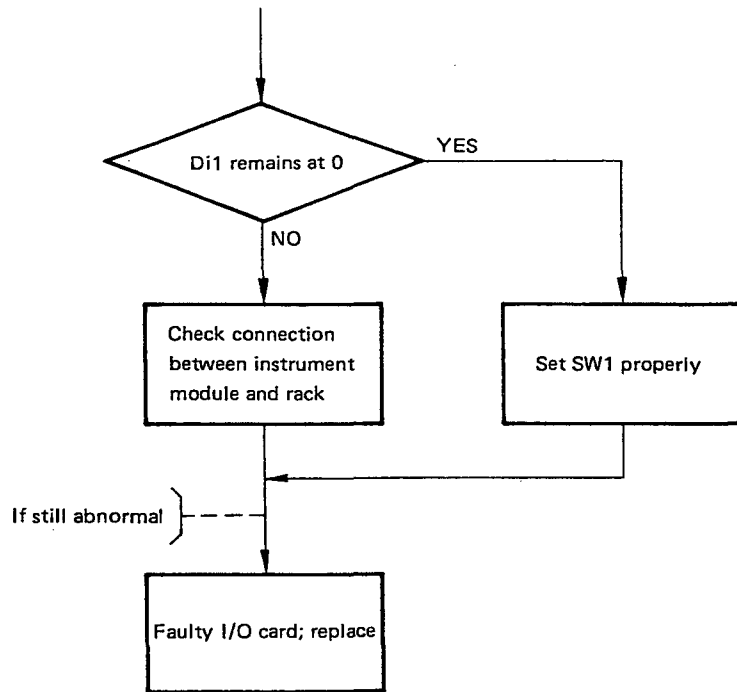 Di1 remains at 0
YES
NO
Check connection
between instrument
module and rack
Set SW1 properly
If still abnormal
Faulty I/O card; replace